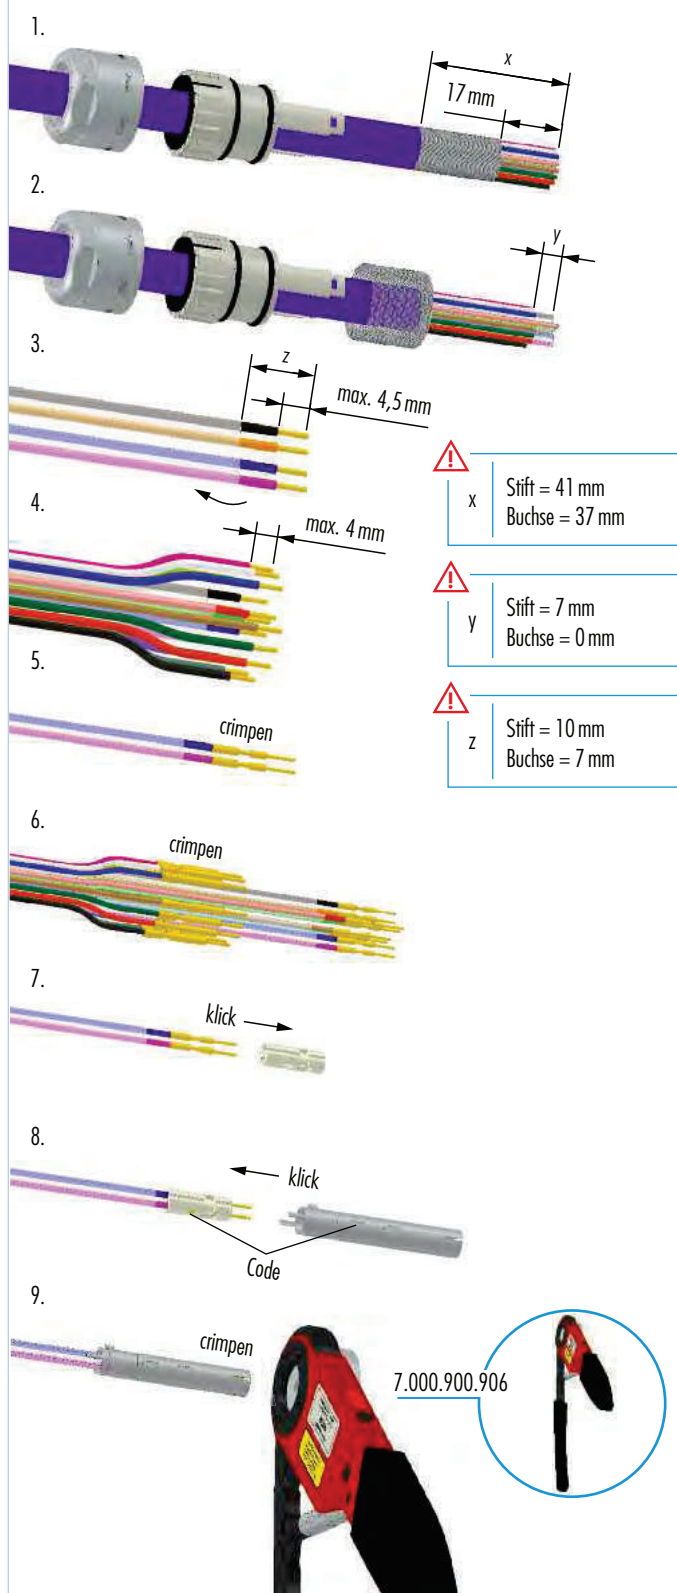 1.
x
17 mm
2.
y
3.
z
max. 4,5 mm
x
Stift = 41 mm
Buchse = 37 mm
4.
max. 4 mm
y
Stift = 7 mm
Buchse = 0 mm
5.
crimpen
z
Stift = 10 mm
Buchse = 7 mm
6.
crimpen
7.
klick
8.
klick
Code
9.
crimpen
7.000.900.906